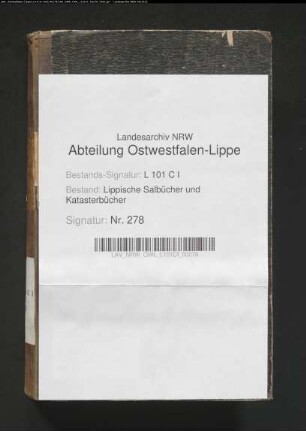 Landesarchiv NRW
Abteilung Ostwestfalen-Lippe
Bestands-Signatur: L 101 C I
Bestand: Lippische Salbücher und
Katasterbücher
Signatur: Nr. 278